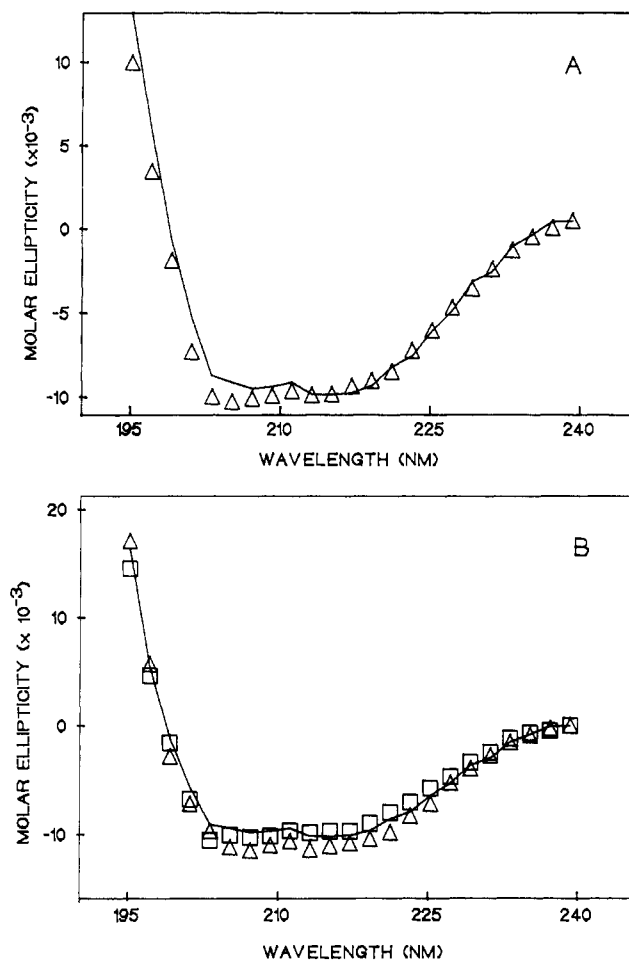 A
MOLAR ELLIPTICITY (x10-3)
10
5
0
-5
-10
195
210
225
240
WAVELENGTH (NM)
B
MOLAR ELLIPTICITY (x 10-3)
20
10
0
-10
195
210
225
240
WAVELENGTH (NM)